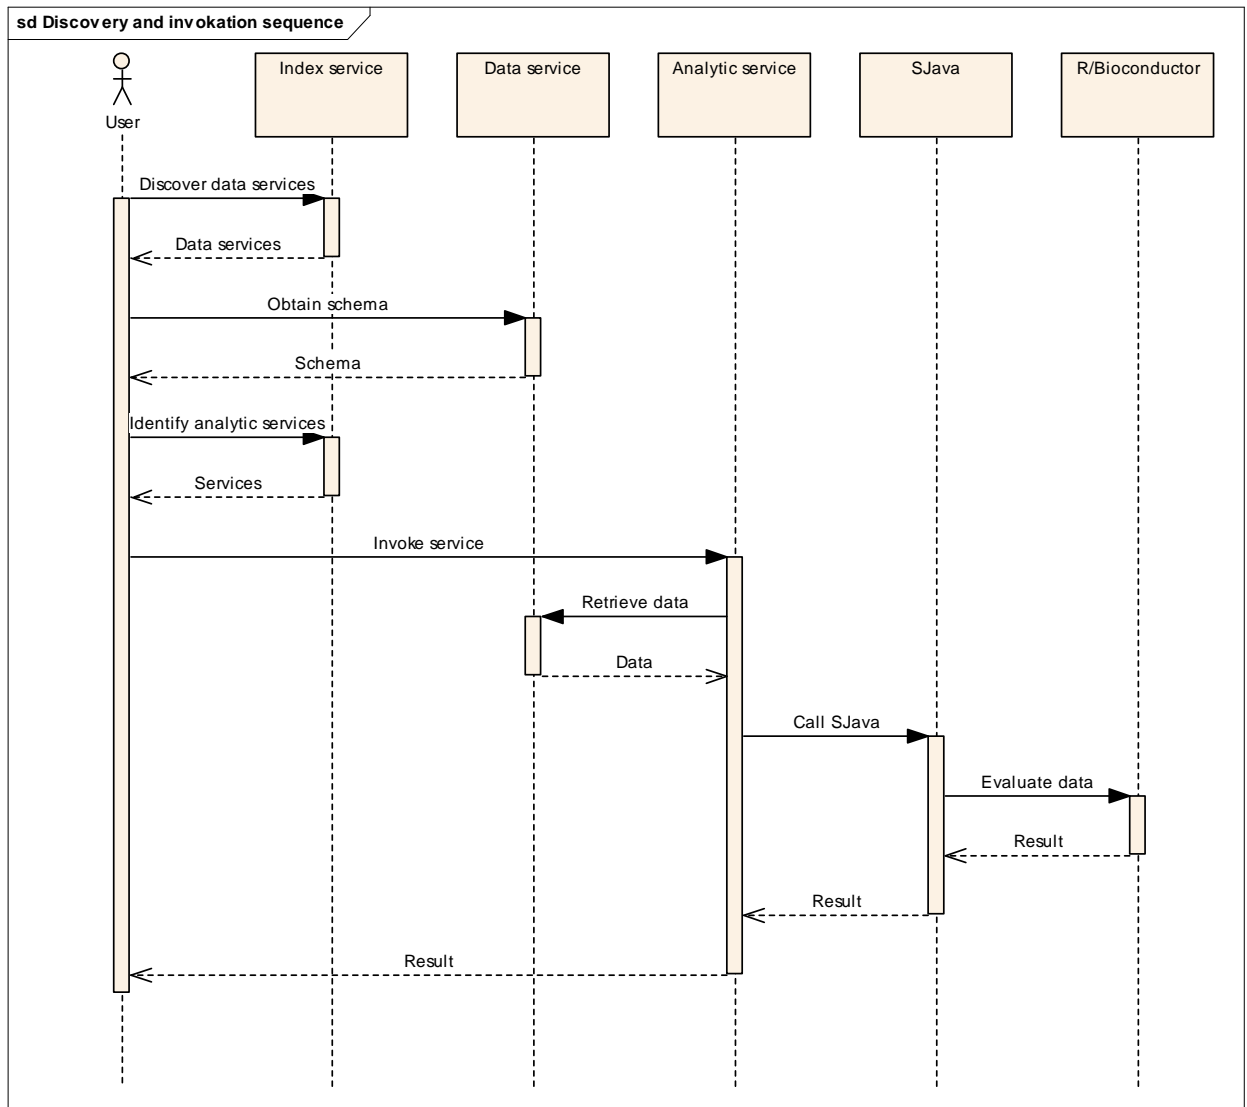 sd Discovery and invokation sequence
User
Index service
Data service
Analytic service
SJava
R/Bioconductor
Discover data services
Data services
Obtain schema
Schema
Identify analytic services
Services
Invoke service
Retrieve data
Data
Call SJava
Evaluate data
Result
Result
Result